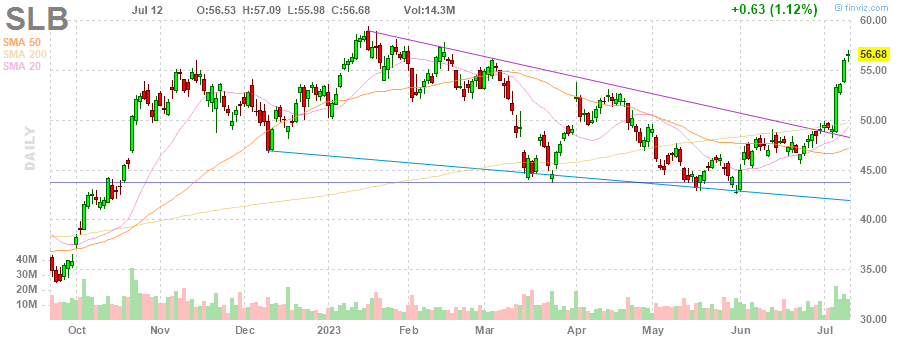 SLB Jul 12 O:56.53 H:57.09 L:55.98 C:56.68 Vol:14.3M +0.63 (1.12%) © finviz.com
SMA 50
SMA 200
SMA 20
DAILY
60.00
56.68
55.00
50.00
45.00
40.00
35.00
30.00
40M
30M
20M
10M
Oct Nov Dec 2023 Feb Mar Apr May Jun Jul